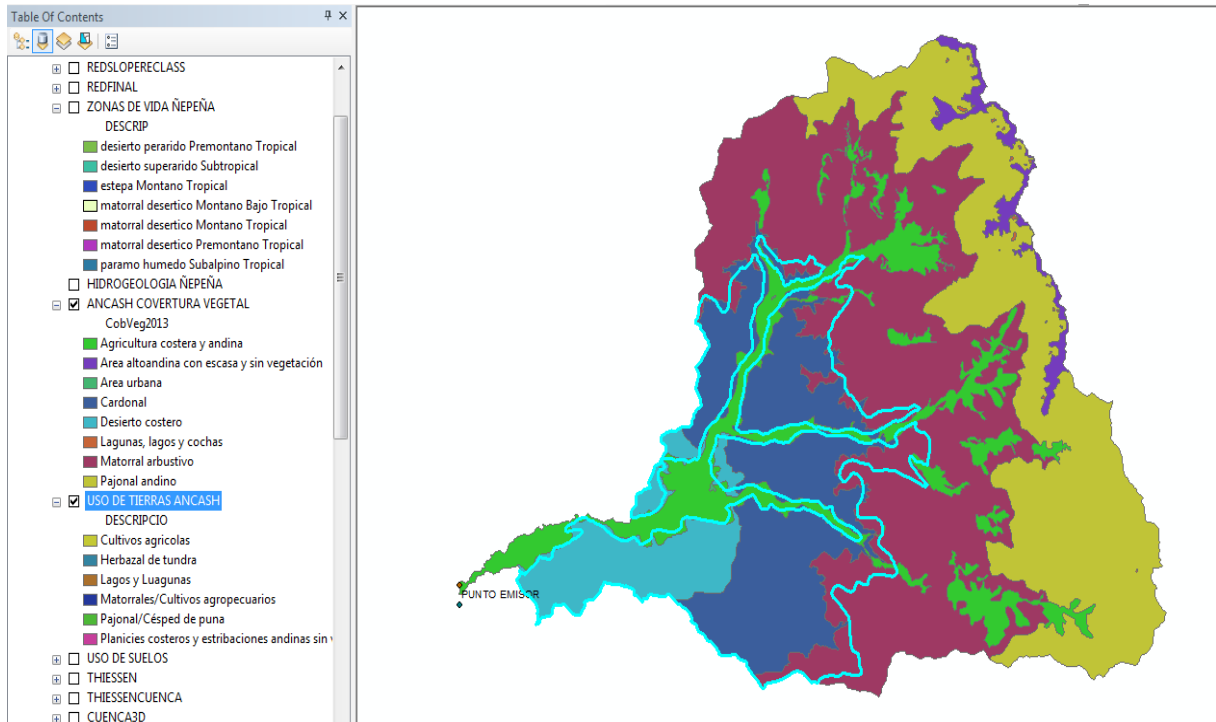 Table Of Contents
REDSLOPERECLASS
REDFINAL
ZONAS DE VIDA ÑEPEÑA
DESCRIP
desierto perarido Premontano Tropical
desierto superarido Subtropical
estepa Montano Tropical
matorral desertico Montano Bajo Tropical
matorral desertico Montano Tropical
matorral desertico Premontano Tropical
paramo humedo Subalpino Tropical
HIDROGEOLOGIA ÑEPEÑA
ANCASH COVERTURA VEGETAL
CobVeg2013
Agricultura costera y andina
Area altoandina con escasa y sin vegetación
Area urbana
Cardonal
Desierto costero
Lagunas, lagos y cochas
Matorral arbustivo
Pajonal andino
USO DE TIERRAS ANCASH
DESCRIPCIO
Cultivos agricolas
Herbazal de tundra
Lagos y Luagunas
Matorrales/Cultivos agropecuarios
Pajonal/Césped de puna
Planicies costeros y estribaciones andinas sin
USO DE SUELOS
THIESSEN
THIESSENCUENCA
CUENCA3D
PUNTO EMISOR